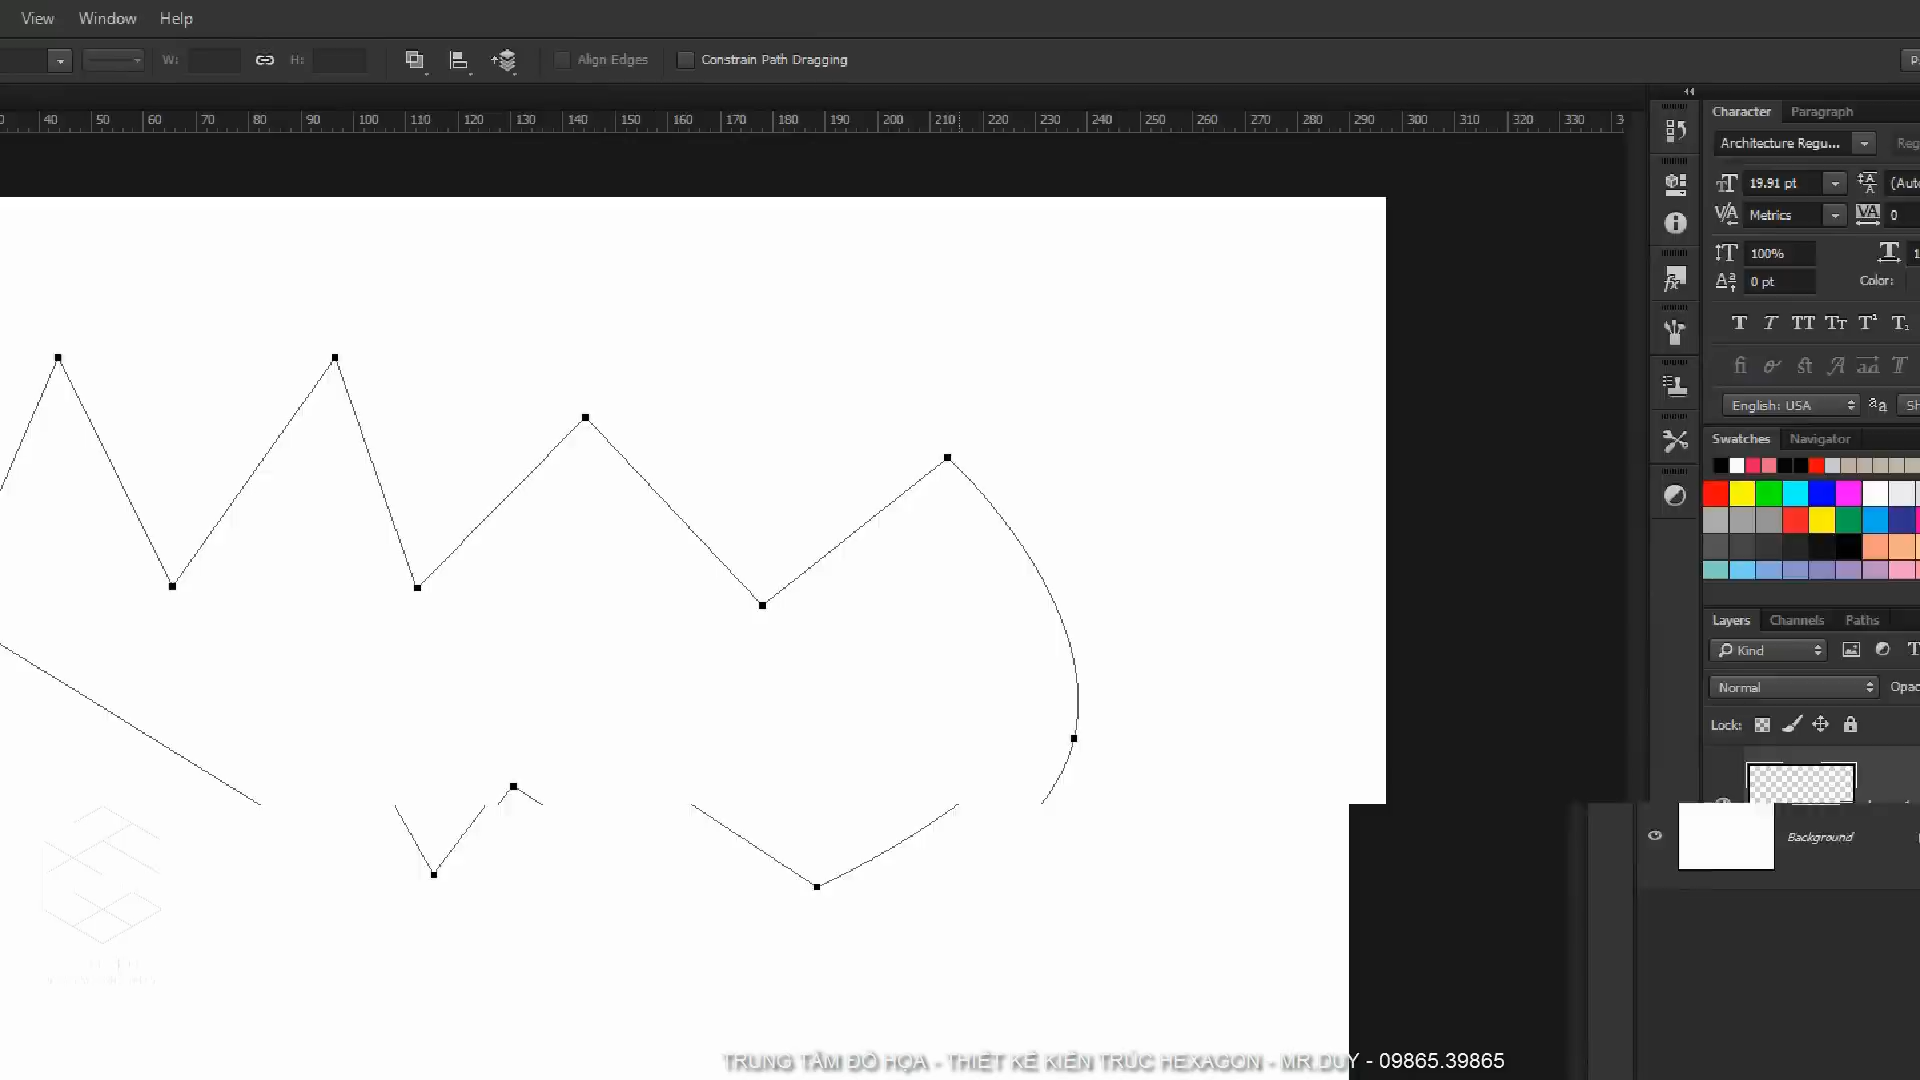 View Window Help
W: H: Align Edges Constrain Path Dragging
40 50 60 70 80 90 100 110 120 130 140 150 160 170 180 190 200 210 220 230 240 250 260 270 280 290 300 310 320 330
Character Paragraph
Architecture Regu... Reg
19.91 pt (Auto
Metrics 0
100%
0 pt Color:
English: USA
Swatches Navigator
Layers Channels Paths
Kind
Normal Opac
Lock:
Background
TRUNG TÂM ĐỒ HỌA - THIẾT KẾ KIẾN TRÚC HEXAGON - MR.DUY - 09865.39865